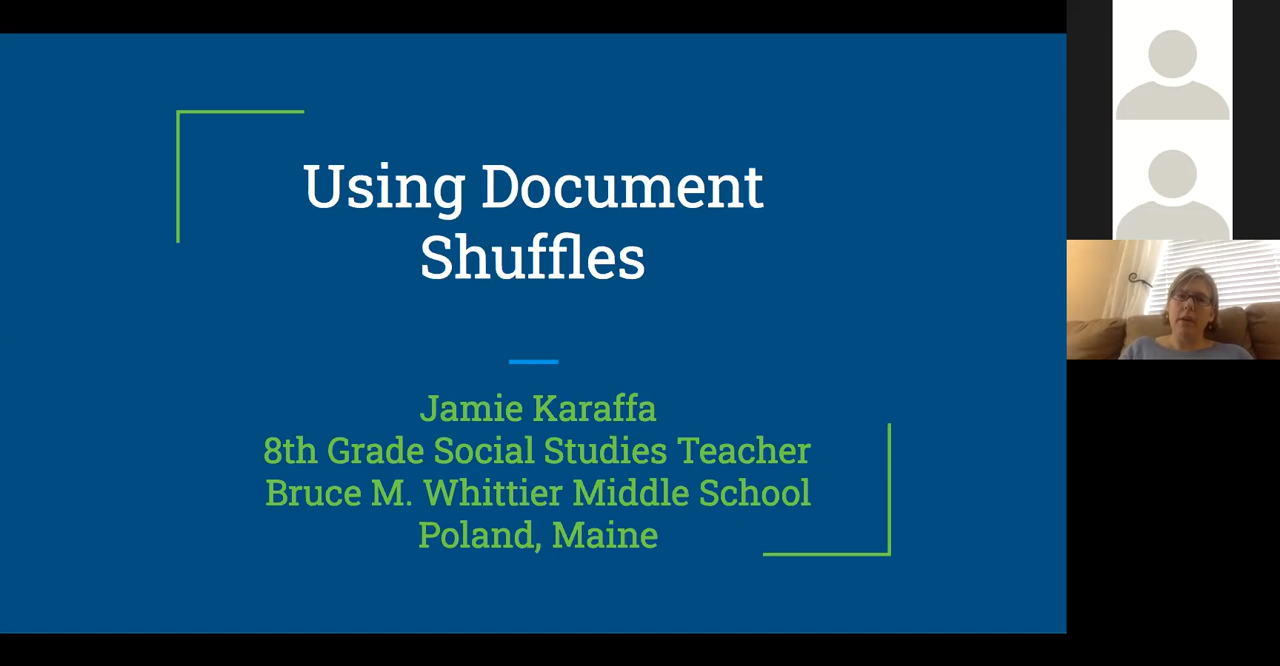 Using Document
Shuffles
Jamie Karaffa
8th Grade Social Studies Teacher
Bruce M. Whittier Middle School
Poland, Maine